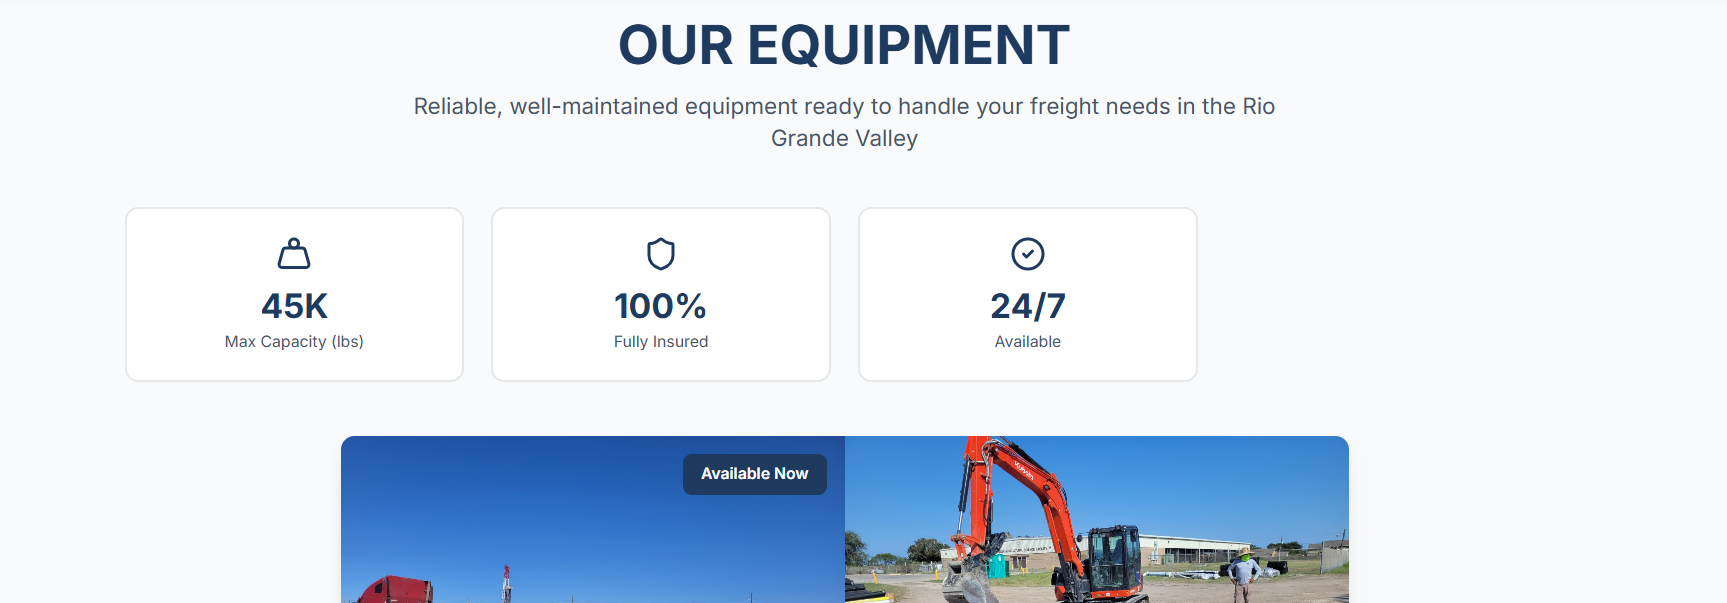 OUR EQUIPMENT
Reliable, well-maintained equipment ready to handle your freight needs in the Rio
Grande Valley
45K
Max Capacity (lbs)
100%
Fully Insured
24/7
Available
Available Now
Kubota